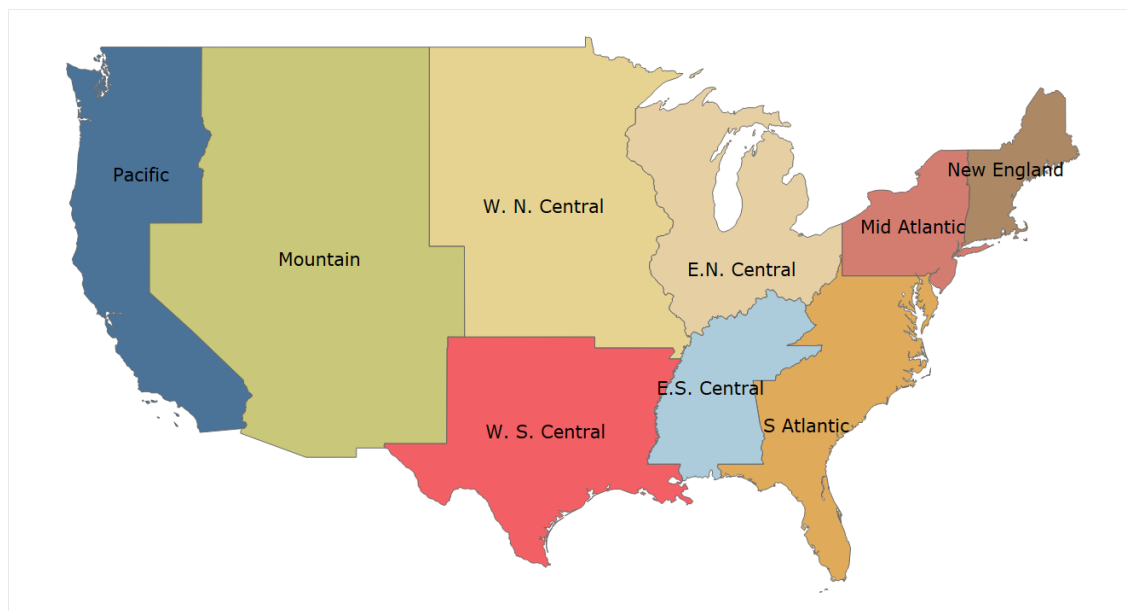 New England
Pacific
W. N. Central
Mid Atlantic
Mountain
E.N. Central
E.S. Central
S Atlantic
W. S. Central